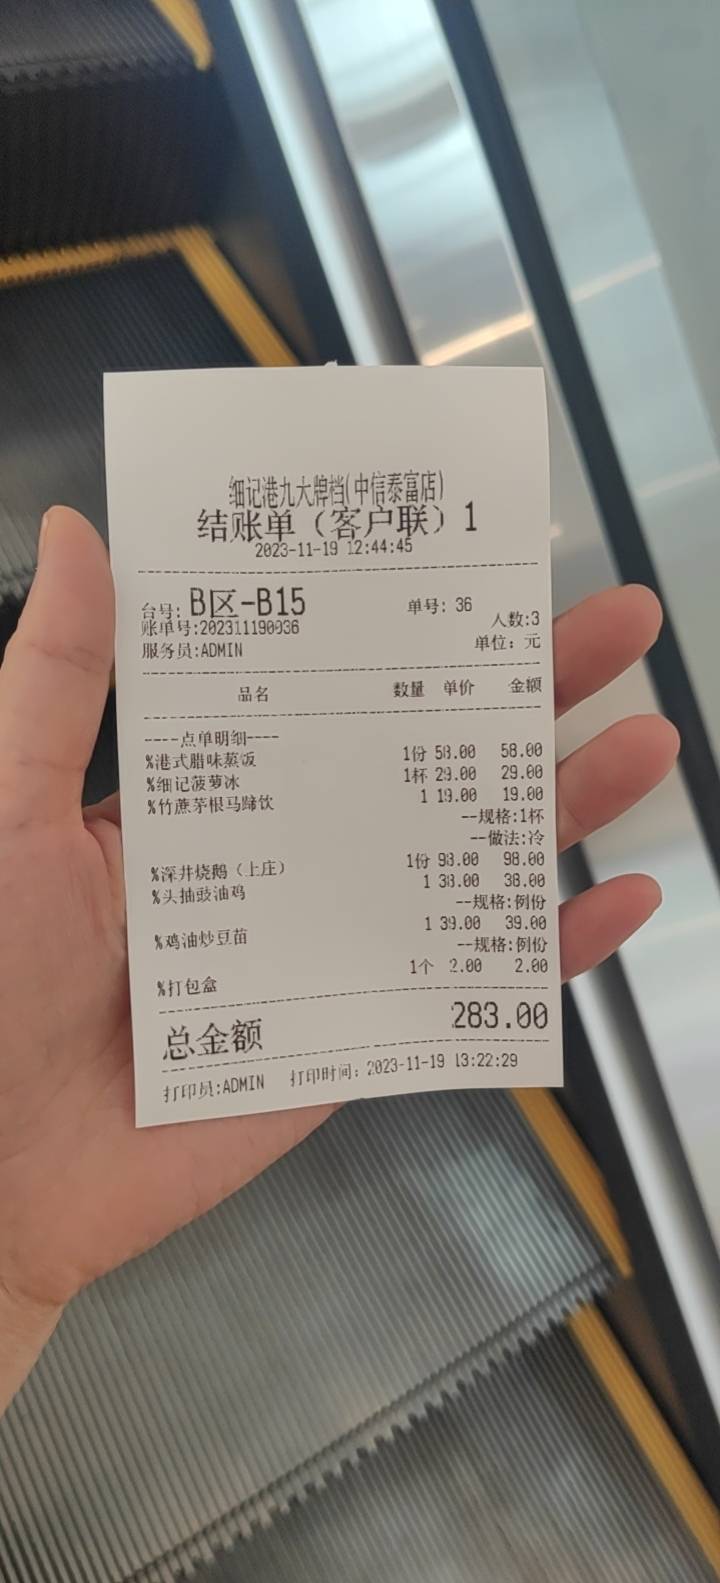 细记港九大牌档(中信泰富店)
结账单（客户联）1
2023-11-19 12:44:45
台号: B区-B15 单号: 36
账单号:202311190036 人数:3
服务员:ADMIN 单位: 元
品名 数量 单价 金额
----点单明细----
%港式腊味蒸饭 1份 58.00 58.00
%细记菠萝冰 1杯 29.00 29.00
%竹蔗茅根马蹄饮 1 19.00 19.00
--规格:1杯
--做法:冷
%深井烧鹅（上庄） 1份 98.00 98.00
%头抽豉油鸡 1 38.00 38.00
--规格:例份
%鸡油炒豆苗 1 39.00 39.00
--规格:例份
%打包盒 1个 2.00 2.00
总金额 283.00
打印员:ADMIN 打印时间: 2023-11-19 13:22:29